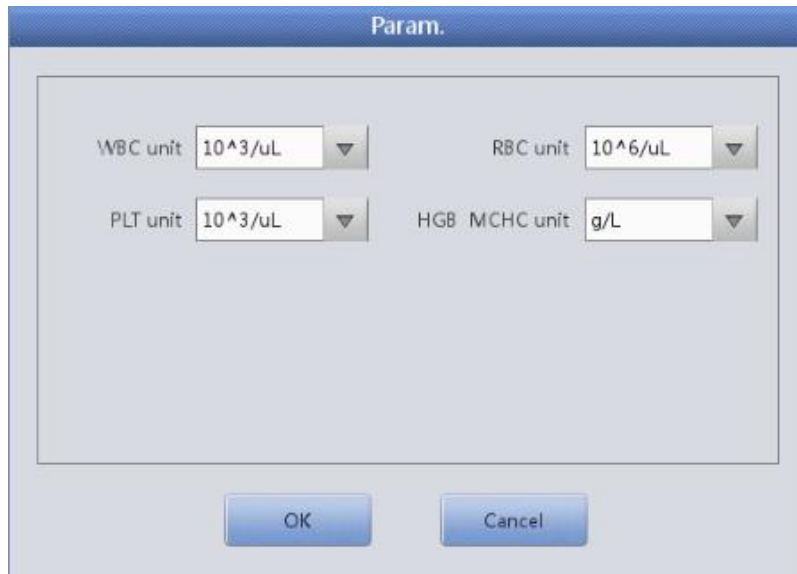 Param.
WBC unit 10^3/uL RBC unit 10^6/uL
PLT unit 10^3/uL HGB MCHC unit g/L
OK Cancel